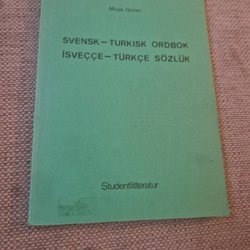 SVENSK–TURKISK ORDBOK
İSVEÇÇE–TÜRKÇE SÖZLÜK
Studentlitteratur